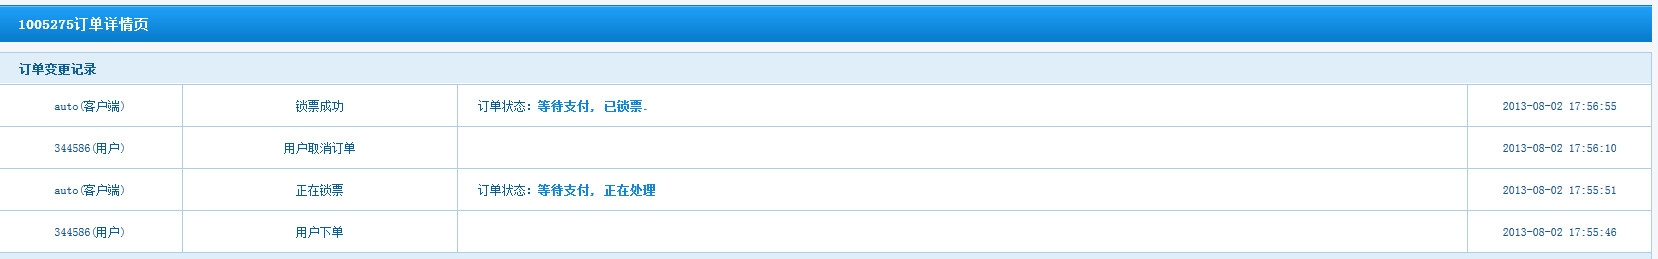 1005275订单详情页
订单变更记录
auto(客户端) 锁票成功 订单状态：等待支付，已锁票。 2013-08-02 17:56:55
344586(用户) 用户取消订单 2013-08-02 17:56:10
auto(客户端) 正在锁票 订单状态：等待支付，正在处理 2013-08-02 17:55:51
344586(用户) 用户下单 2013-08-02 17:55:46